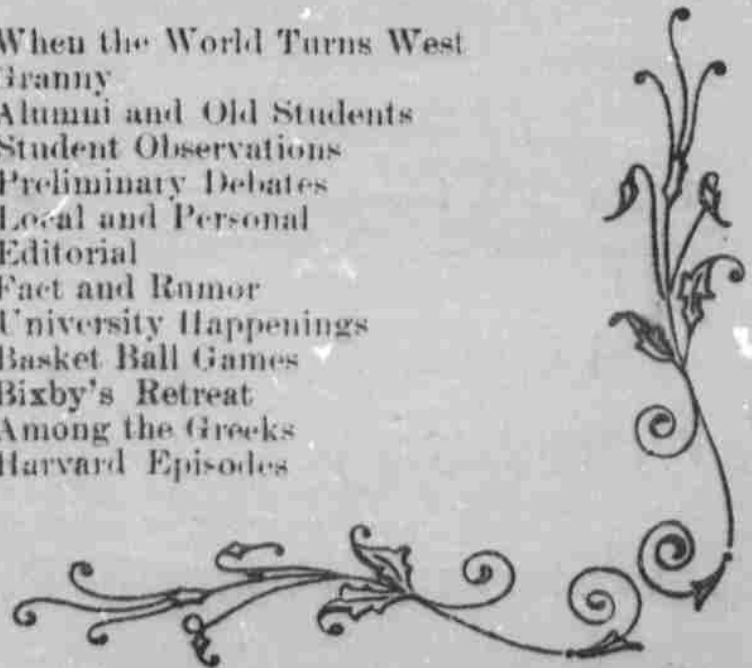 When the World Turns West
Granny
Alumni and Old Students
Student Observations
Preliminary Debates
Local and Personal
Editorial
Fact and Rumor
University Happenings
Basket Ball Games
Bixby's Retreat
Among the Greeks
Harvard Episodes